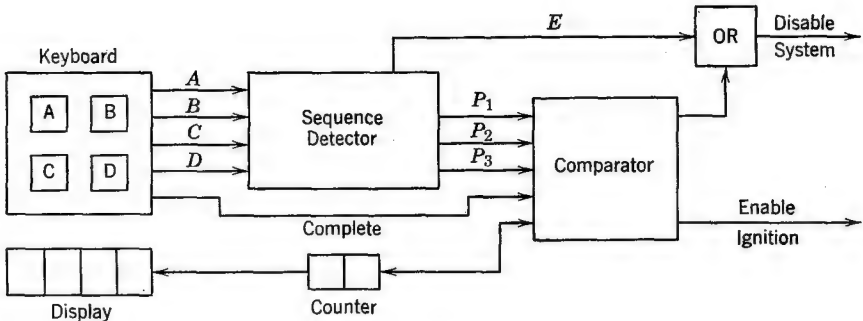 E
OR
Disable
System
Keyboard
A
B
C
D
A
B
C
D
Sequence
Detector
P1
P2
P3
Comparator
Complete
Enable
Ignition
Display
Counter